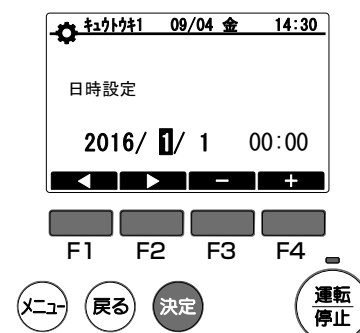 ｷｭｳﾄｳｷ1 09/04 金 14:30
日時設定
2016/ 1/ 1 00:00
◀ ▶ － ＋
F1 F2 F3 F4
メニュー 戻る 決定 運転
停止